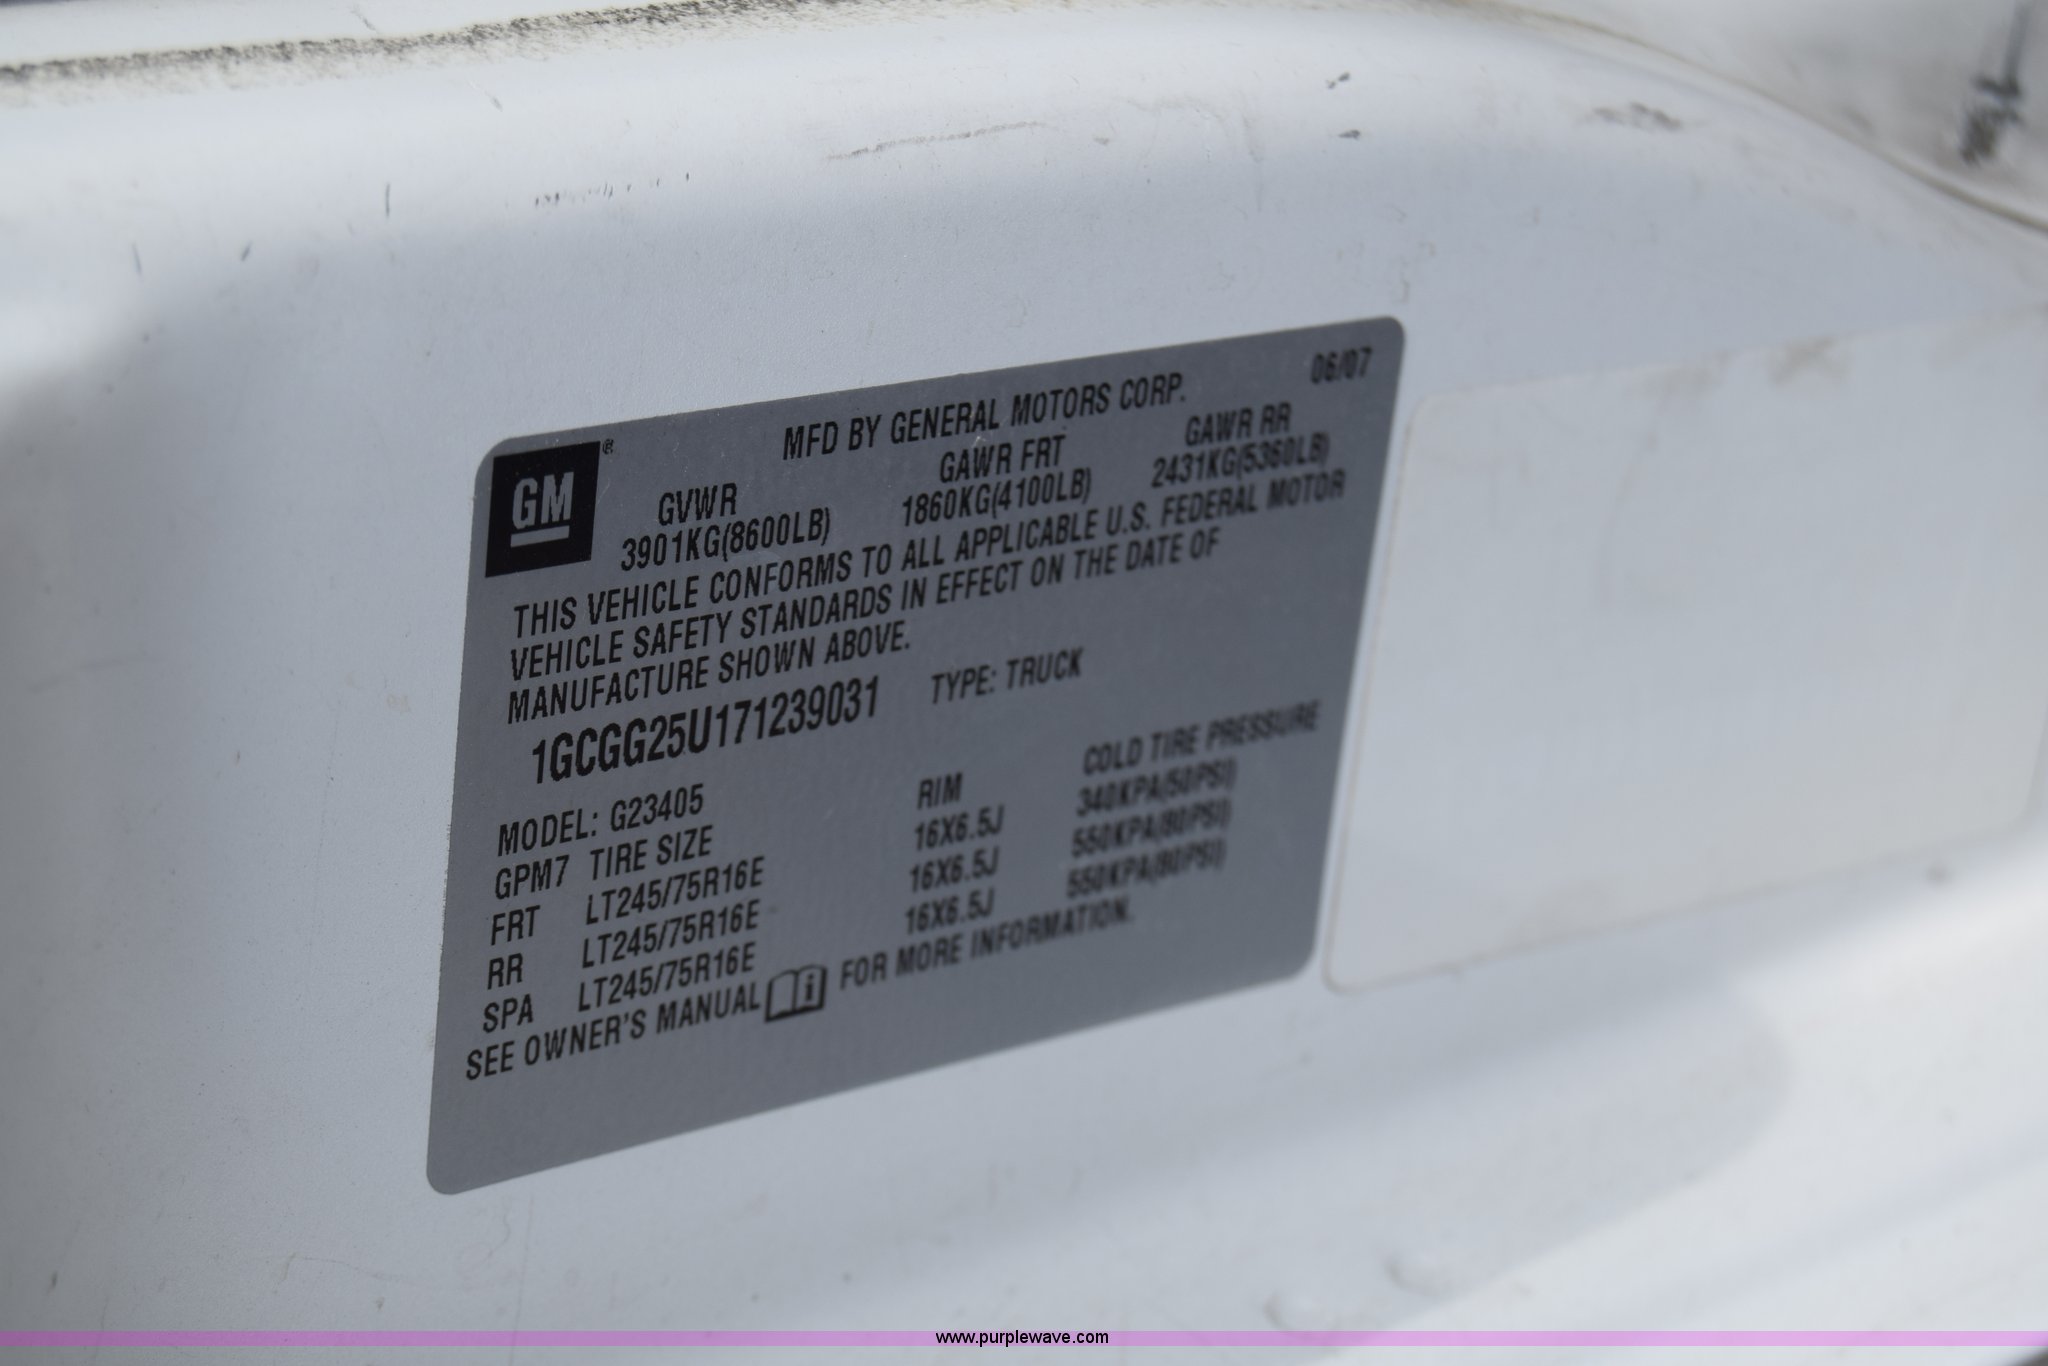 06/07
MFD BY GENERAL MOTORS CORP.
GM®
GVWR GAWR FRT GAWR RR
3901KG(8600LB) 1860KG(4100LB) 2431KG(5360LB)
THIS VEHICLE CONFORMS TO ALL APPLICABLE U.S. FEDERAL MOTOR
VEHICLE SAFETY STANDARDS IN EFFECT ON THE DATE OF
MANUFACTURE SHOWN ABOVE.
1GCGG25U171239031 TYPE: TRUCK
MODEL: G23405
GPM7 TIRE SIZE RIM COLD TIRE PRESSURE
FRT LT245/75R16E 16X6.5J 340KPA(50PSI)
RR LT245/75R16E 16X6.5J 550KPA(80PSI)
SPA LT245/75R16E 16X6.5J 550KPA(80PSI)
SEE OWNER'S MANUAL i FOR MORE INFORMATION.
www.purplewave.com